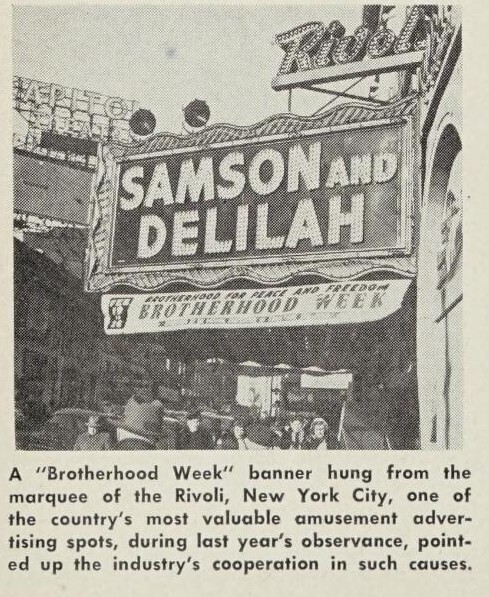 Rivol
APITO
SAMSON AND
DELILAH
BROTHERHOOD FOR PEACE AND FREEDOM
BROTHERHOOD WEEK
A "Brotherhood Week" banner hung from the
marquee of the Rivoli, New York City, one of
the country's most valuable amusement adver-
tising spots, during last year's observance, point-
ed up the industry's cooperation in such causes.